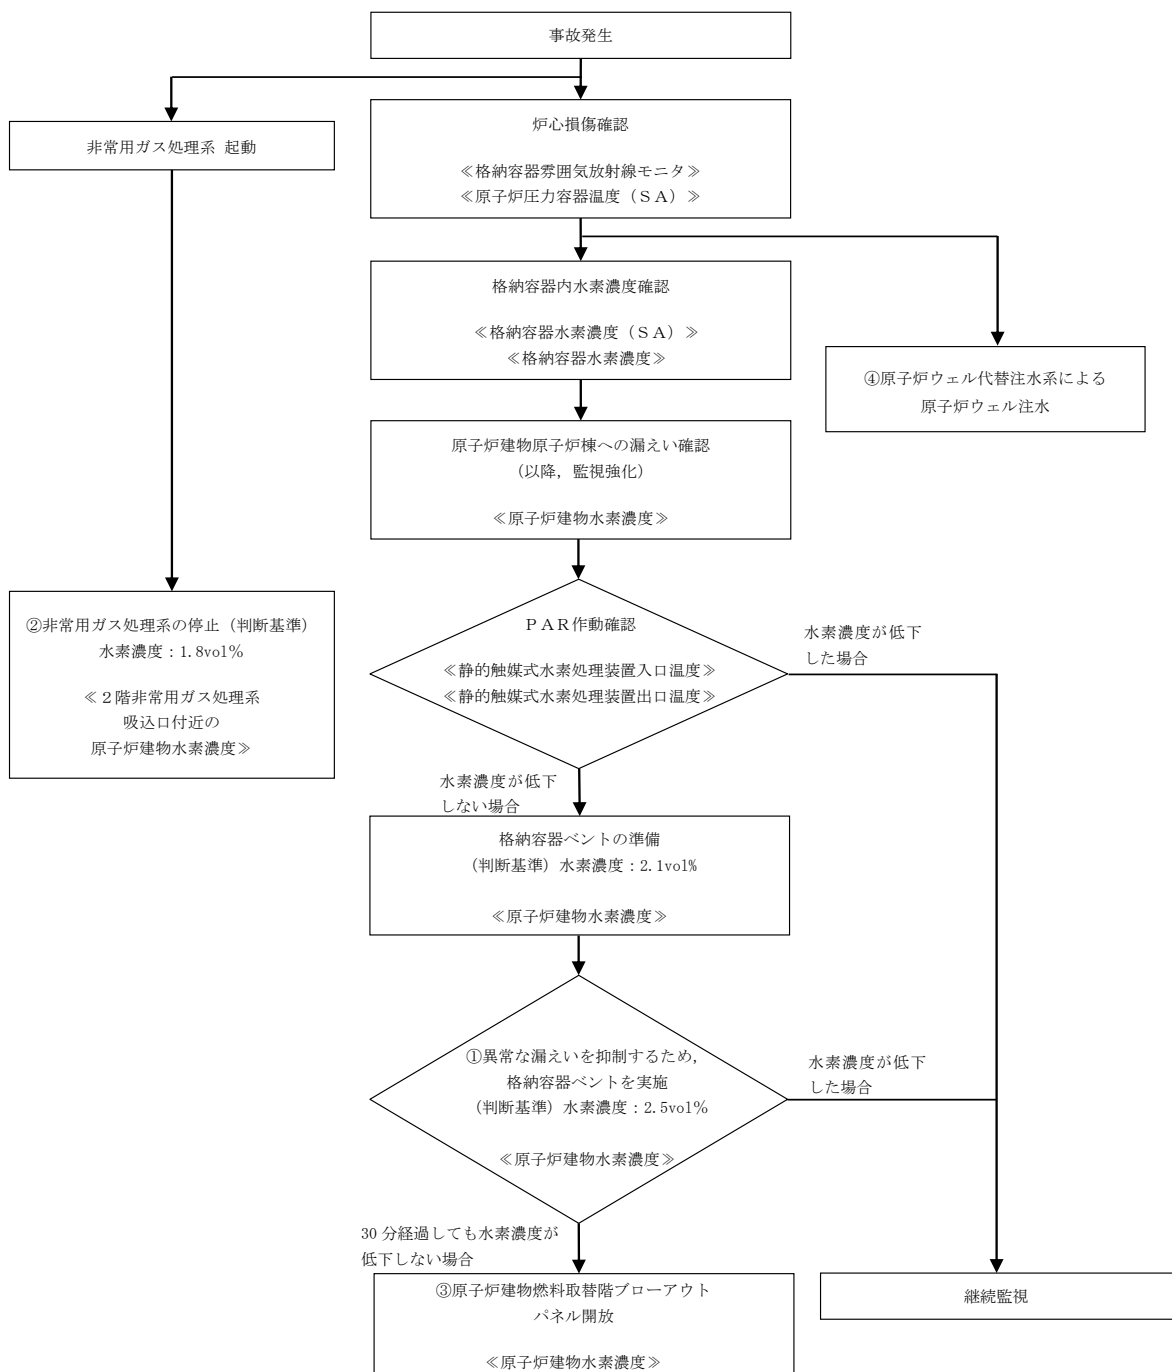 事故発生
非常用ガス処理系 起動
炉心損傷確認
≪格納容器雰囲気放射線モニタ≫
≪原子炉圧力容器温度（ＳＡ）≫
格納容器内水素濃度確認
≪格納容器水素濃度（ＳＡ）≫
≪格納容器水素濃度≫
④原子炉ウェル代替注水系による
原子炉ウェル注水
原子炉建物原子炉棟への漏えい確認
（以降，監視強化）
≪原子炉建物水素濃度≫
②非常用ガス処理系の停止（判断基準）
水素濃度：1.8vol％
≪２階非常用ガス処理系
吸込口付近の
原子炉建物水素濃度≫
ＰＡＲ作動確認
≪静的触媒式水素処理装置入口温度≫
≪静的触媒式水素処理装置出口温度≫
水素濃度が低下
した場合
水素濃度が低下
しない場合
格納容器ベントの準備
（判断基準）水素濃度：2.1vol%
≪原子炉建物水素濃度≫
①異常な漏えいを抑制するため，
格納容器ベントを実施
（判断基準）水素濃度：2.5vol％
≪原子炉建物水素濃度≫
水素濃度が低下
した場合
30 分経過しても水素濃度が
低下しない場合
③原子炉建物燃料取替階ブローアウト
パネル開放
≪原子炉建物水素濃度≫
継続監視